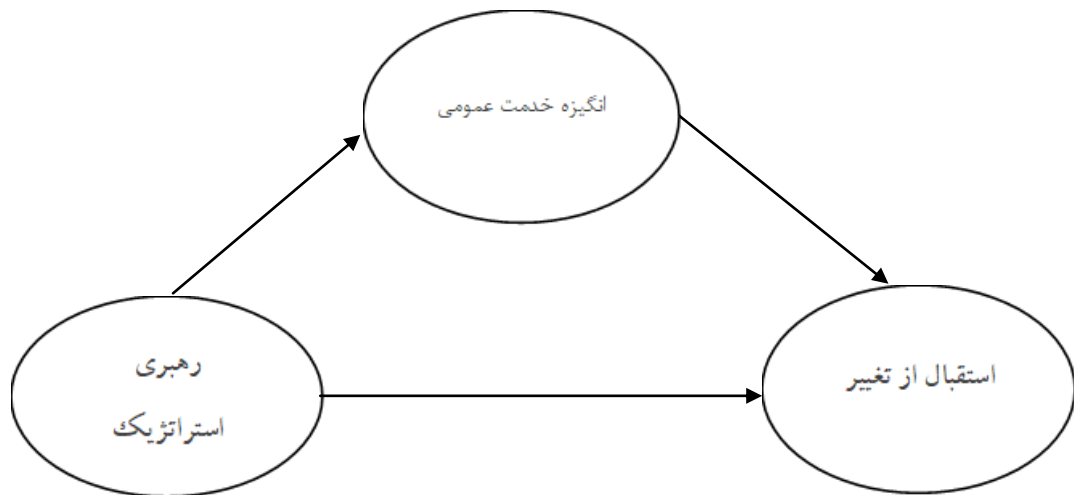 انگیزه خدمت عمومی
رهبری
استراتژیک
استقبال از تغییر